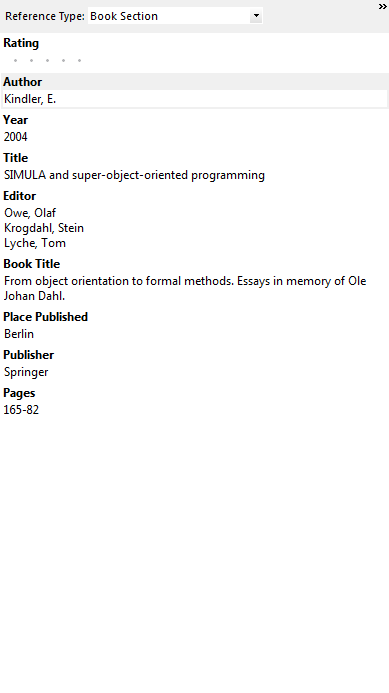 Reference Type: Book Section
Rating
Author
Kindler, E.
Year
2004
Title
SIMULA and super-object-oriented programming
Editor
Owe, Olaf
Krogdahl, Stein
Lyche, Tom
Book Title
From object orientation to formal methods. Essays in memory of Ole
Johan Dahl.
Place Published
Berlin
Publisher
Springer
Pages
165-82